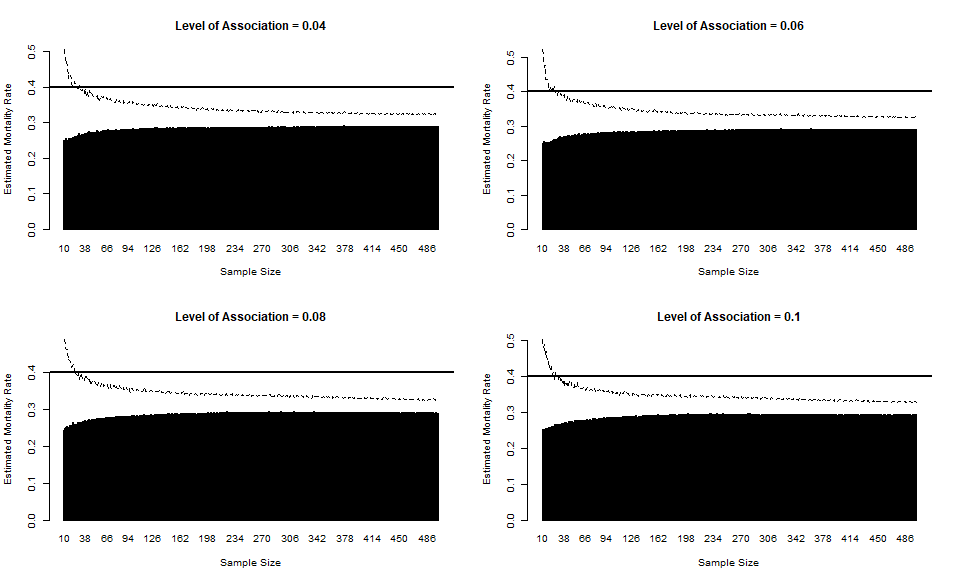 Level of Association = 0.04
Estimated Mortality Rate
0.5
0.4
0.3
0.2
0.1
0.0
10 38 66 94 126 162 198 234 270 306 342 378 414 450 486
Sample Size
Level of Association = 0.06
Estimated Mortality Rate
0.5
0.4
0.3
0.2
0.1
0.0
10 38 66 94 126 162 198 234 270 306 342 378 414 450 486
Sample Size
Level of Association = 0.08
Estimated Mortality Rate
0.4
0.3
0.2
0.1
0.0
10 38 66 94 126 162 198 234 270 306 342 378 414 450 486
Sample Size
Level of Association = 0.1
Estimated Mortality Rate
0.5
0.4
0.3
0.2
0.1
0.0
10 38 66 94 126 162 198 234 270 306 342 378 414 450 486
Sample Size